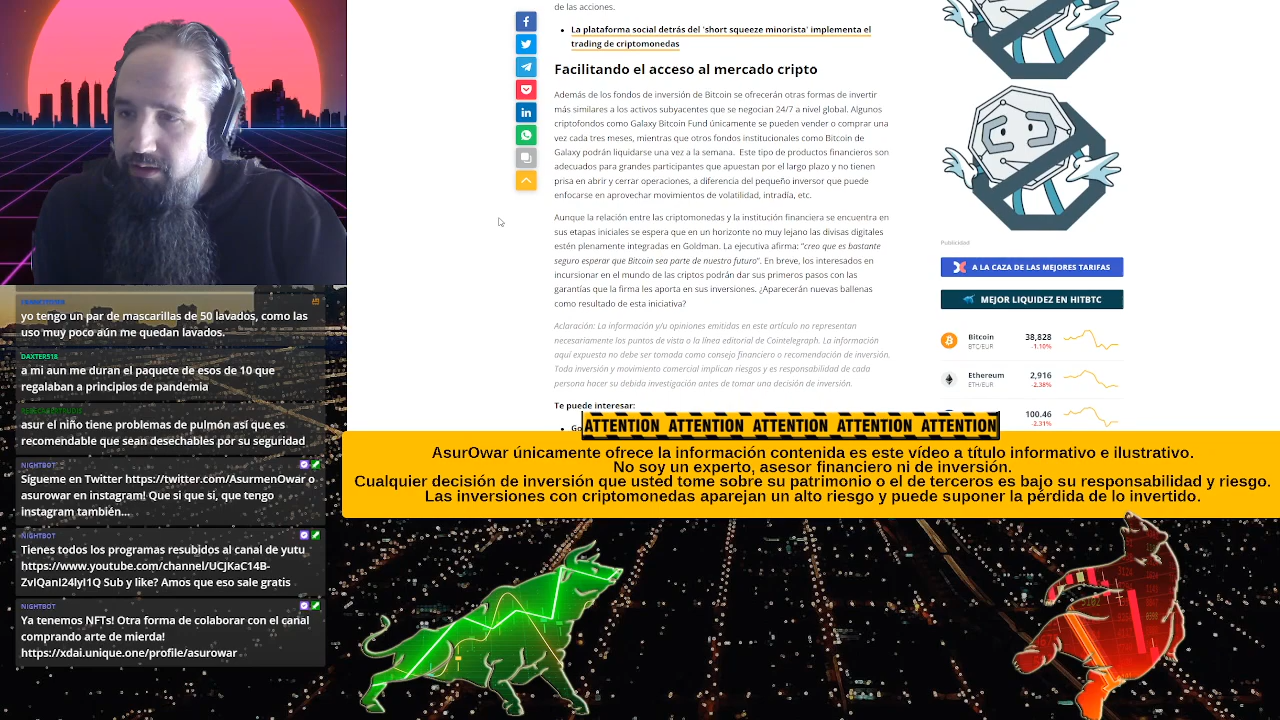 de las acciones.
La plataforma social detrás del 'short squeeze minorista' implementa el
trading de criptomonedas
Facilitando el acceso al mercado cripto
Además de los fondos de inversión de Bitcoin se ofrecerán otras formas de invertir
más similares a los activos subyacentes que se negocian 24/7 a nivel global. Algunos
criptofondos como Galaxy Bitcoin Fund únicamente se pueden vender o comprar una
vez cada tres meses, mientras que otros fondos institucionales como Bitcoin de
Galaxy podrán liquidarse una vez a la semana. Este tipo de productos financieros son
adecuados para grandes participantes que apuestan por el largo plazo y no tienen
prisa en abrir y cerrar operaciones, a diferencia del pequeño inversor que puede
enfocarse en aprovechar movimientos de volatilidad, intradía, etc.
Aunque la relación entre las criptomonedas y la institución financiera se encuentra en
sus etapas iniciales se espera que en un horizonte no muy lejano las divisas digitales
estén plenamente integradas en Goldman. La ejecutiva afirma: "creo que es bastante
seguro esperar que Bitcoin sea parte de nuestro futuro". En breve, los interesados en
incursionar en el mundo de las criptos podrán dar sus primeros pasos con las
garantías que la firma les aporta en sus inversiones. ¿Aparecerán nuevas ballenas
como resultado de esta iniciativa?
Aclaración: La información y/u opiniones emitidas en este artículo no representan
necesariamente los puntos de vista o la línea editorial de Cointelegraph. La información
aquí expuesta no debe ser tomada como consejo financiero o recomendación de inversión.
Toda inversión y movimiento comercial implican riesgos y es responsabilidad de cada
persona hacer su debida investigación antes de tomar una decisión de inversión.
Te puede interesar:
Go
Publicidad
A LA CAZA DE LAS MEJORES TARIFAS
MEJOR LIQUIDEZ EN HITBTC
Bitcoin 38,828
BTC/EUR -1.10%
Ethereum 2,916
ETH/EUR -2.38%
100.46
-2.31%
yo tengo un par de mascarillas de 50 lavados, como las
uso muy poco aún me quedan lavados.
DAXTER518
a mi aun me duran el paquete de esos de 10 que
regalaban a principios de pandemia
asur el niño tiene problemas de pulmón así que es
recomendable que sean desechables por su seguridad
NIGHTBOT
Sígueme en Twitter https://twitter.com/AsurmenOwar o
asurowar en instagram! Que si que si, que tengo
instagram también...
NIGHTBOT
Tienes todos los programas resubidos al canal de yutu
https://www.youtube.com/channel/UCJKaC14B-
ZvIQanI24lyI1Q Sub y like? Amos que eso sale gratis
NIGHTBOT
Ya tenemos NFTs! Otra forma de colaborar con el canal
comprando arte de mierda!
https://xdai.unique.one/profile/asurowar
ATTENTION ATTENTION ATTENTION ATTENTION ATTENTION
AsurOwar únicamente ofrece la información contenida es este vídeo a título informativo e ilustrativo.
No soy un experto, asesor financiero ni de inversión.
Cualquier decisión de inversión que usted tome sobre su patrimonio o el de terceros es bajo su responsabilidad y riesgo.
Las inversiones con criptomonedas aparejan un alto riesgo y puede suponer la pérdida de lo invertido.